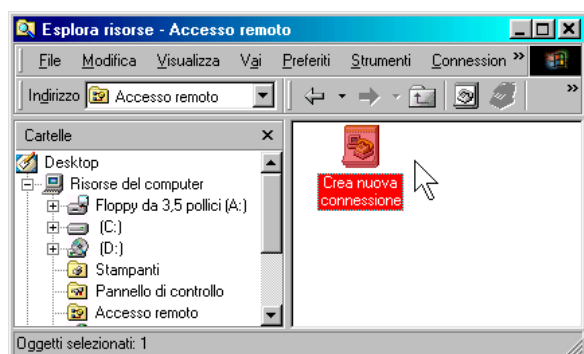 Esplora risorse - Accesso remoto
File Modifica Visualizza Vai Preferiti Strumenti Connession »
Indirizzo Accesso remoto »
Cartelle
Desktop
Risorse del computer
Floppy da 3,5 pollici (A:)
(C:)
(D:)
Stampanti
Pannello di controllo
Accesso remoto
Crea nuova
connessione
Oggetti selezionati: 1